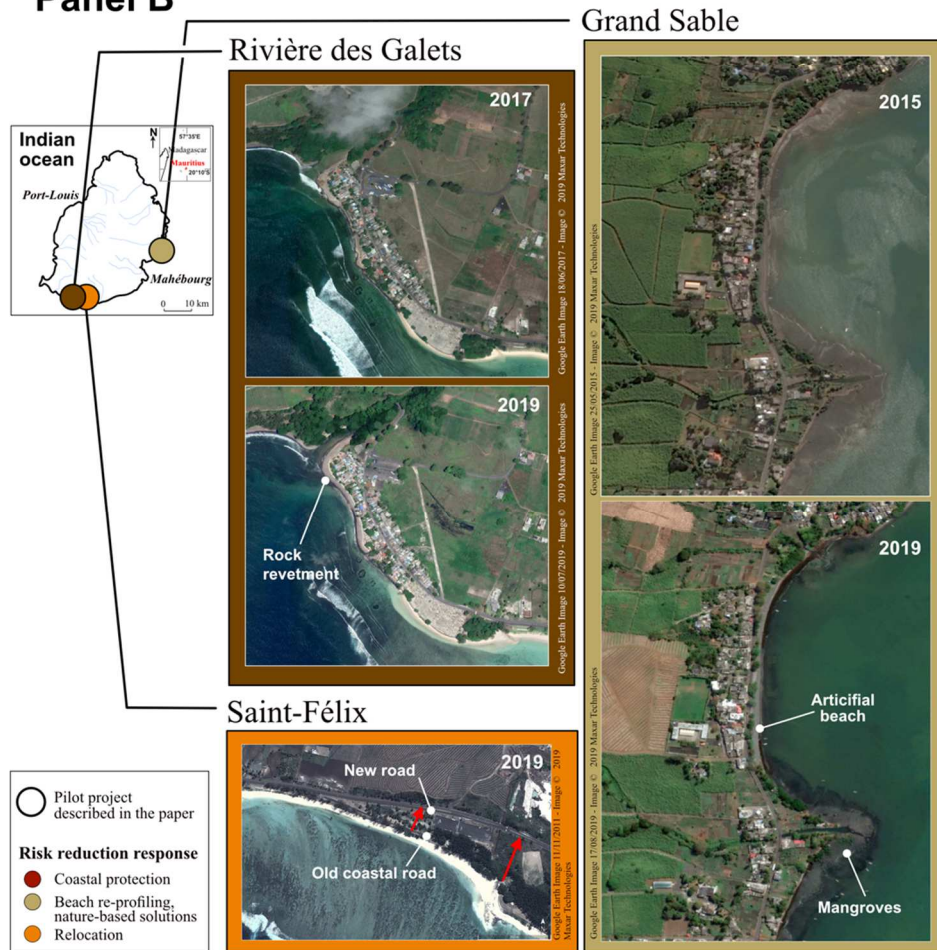 Panel B
Grand Sable
Rivière des Galets
Indian
ocean
N
57°35'E
Madagascar
Mauritius
20°10'S
Port-Louis
Mahébourg
0 10 km
2017
Google Earth Image 18/06/2017 - Image © 2019 Maxar Technologies
2019
Rock
revetment
Google Earth Image 10/07/2019 - Image © 2019 Maxar Technologies
2015
Google Earth Image 25/05/2015 - Image © 2019 Maxar Technologies
2019
Articifial
beach
Mangroves
Google Earth Image 17/08/2019 - Image © 2019 Maxar Technologies
Saint-Félix
2019
New road
Old coastal road
Google Earth Image 11/11/2011 - Image © 2019
Maxar Technologies
Pilot project
described in the paper
Risk reduction response
Coastal protection
Beach re-profiling,
nature-based solutions
Relocation